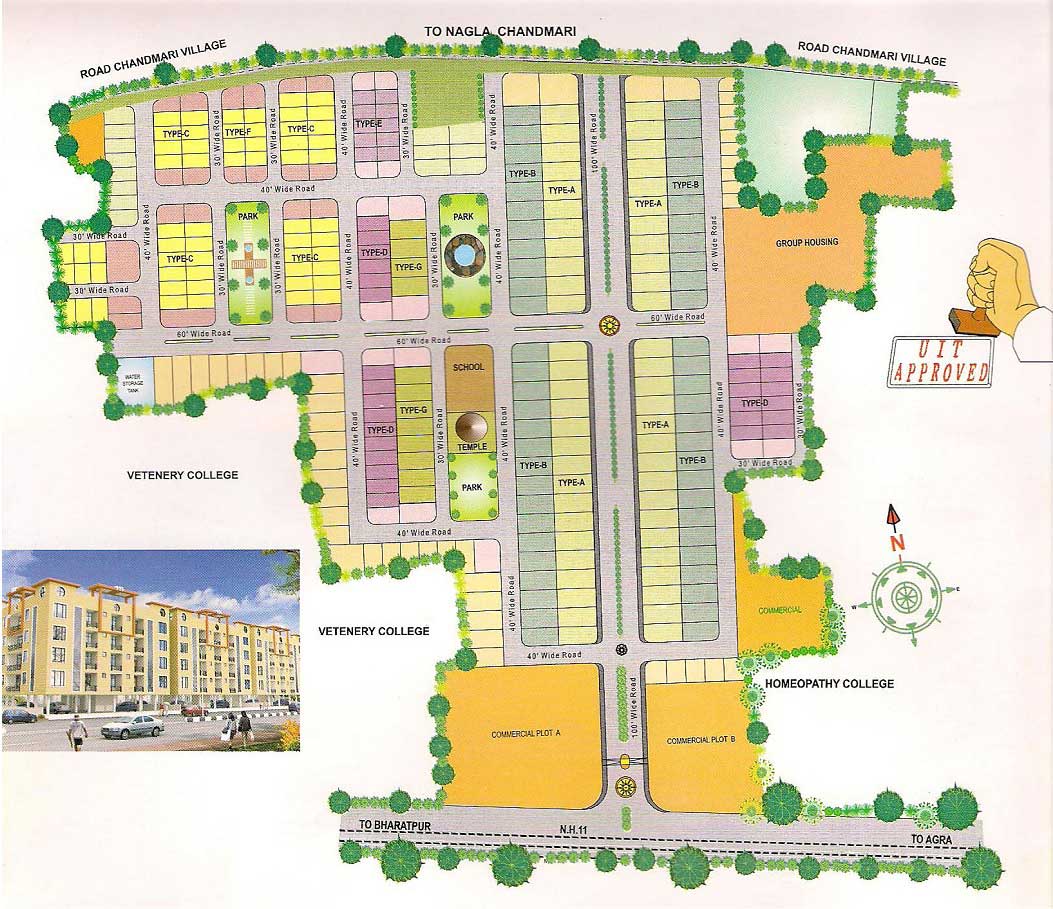 TO NAGLA CHANDMARI
ROAD CHANDMARI VILLAGE
ROAD CHANDMARI VILLAGE
TYPE-C
30' Wide Road
TYPE-F
30' Wide Road
TYPE-C
40' Wide Road
TYPE-E
30' Wide Road
40' Wide Road
100' Wide Road
TYPE-B
TYPE-A
TYPE-A
TYPE-B
40' Wide Road
40' Wide Road
30' Wide Road
30' Wide Road
TYPE-C
30' Wide Road
PARK
30' Wide Road
TYPE-C
40' Wide Road
TYPE-D
TYPE-G
30' Wide Road
PARK
40' Wide Road
40' Wide Road
GROUP HOUSING
60' Wide Road
60' Wide Road
60' Wide Road
UIT
APPROVED
WATER
STORAGE
TANK
40' Wide Road
TYPE-D
TYPE-G
30' Wide Road
SCHOOL
TEMPLE
PARK
40' Wide Road
TYPE-B
TYPE-A
TYPE-A
TYPE-B
40' Wide Road
TYPE-D
30' Wide Road
30' Wide Road
VETENERY COLLEGE
40' Wide Road
N
W
E
S
40' Wide Road
COMMERCIAL
VETENERY COLLEGE
40' Wide Road
HOMEOPATHY COLLEGE
100' Wide Road
COMMERCIAL PLOT A
COMMERCIAL PLOT B
TO BHARATPUR
N.H.11
TO AGRA